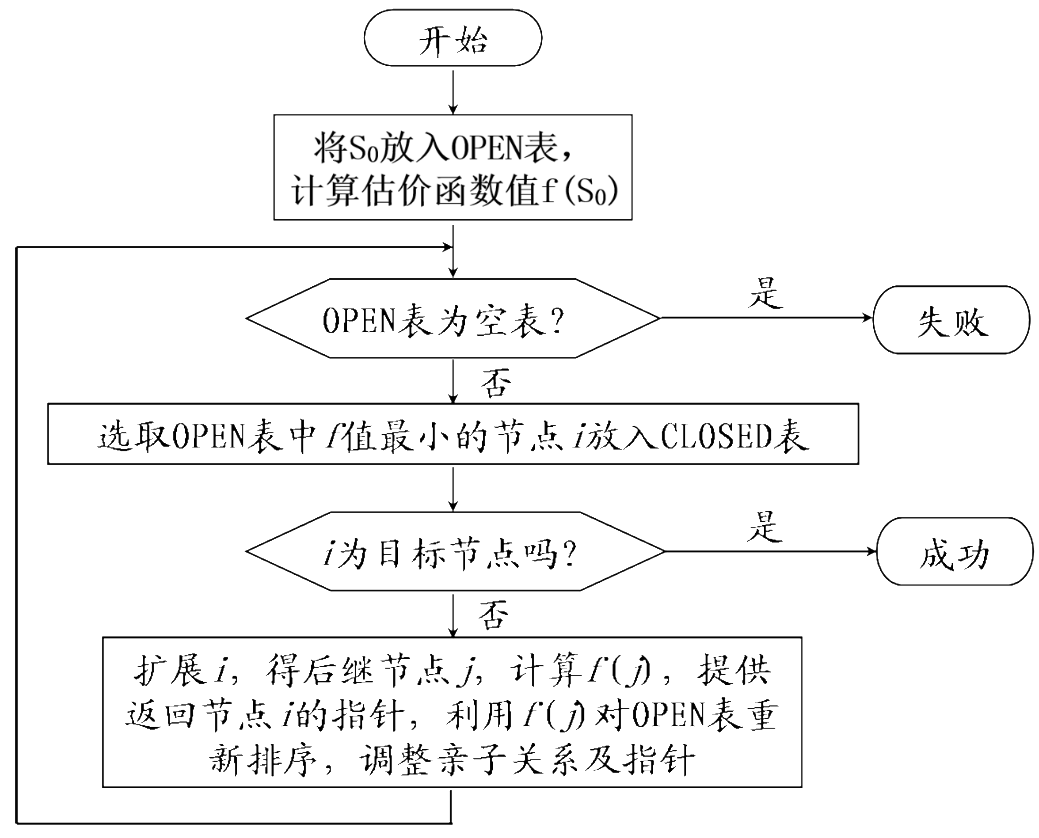 开始
将S₀放入OPEN表，
计算估价函数值f(S₀)
OPEN表为空表？
是
失败
否
选取OPEN表中f值最小的节点i放入CLOSED表
i为目标节点吗？
是
成功
否
扩展i，得后继节点j，计算f(j)，提供
返回节点i的指针，利用f(j)对OPEN表重
新排序，调整亲子关系及指针